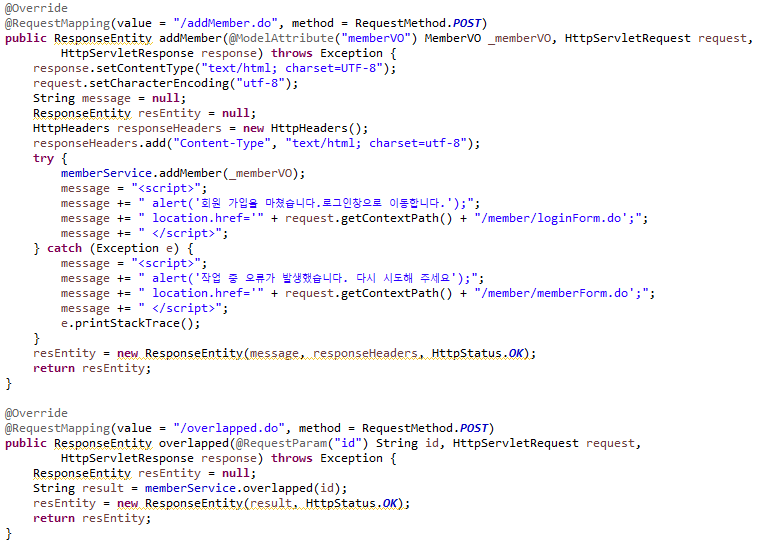 @Override
@RequestMapping(value = "/addMember.do", method = RequestMethod.POST)
public ResponseEntity addMember(@ModelAttribute("memberVO") MemberVO _memberVO, HttpServletRequest request,
HttpServletResponse response) throws Exception {
response.setContentType("text/html; charset=UTF-8");
request.setCharacterEncoding("utf-8");
String message = null;
ResponseEntity resEntity = null;
HttpHeaders responseHeaders = new HttpHeaders();
responseHeaders.add("Content-Type", "text/html; charset=utf-8");
try {
memberService.addMember(_memberVO);
message = "<script>";
message += " alert('회원 가입을 마쳤습니다.로그인창으로 이동합니다.');";
message += " location.href='" + request.getContextPath() + "/member/loginForm.do';";
message += " </script>";
} catch (Exception e) {
message = "<script>";
message += " alert('작업 중 오류가 발생했습니다. 다시 시도해 주세요');";
message += " location.href='" + request.getContextPath() + "/member/memberForm.do';";
message += " </script>";
e.printStackTrace();
}
resEntity = new ResponseEntity(message, responseHeaders, HttpStatus.OK);
return resEntity;
}
@Override
@RequestMapping(value = "/overlapped.do", method = RequestMethod.POST)
public ResponseEntity overlapped(@RequestParam("id") String id, HttpServletRequest request,
HttpServletResponse response) throws Exception {
ResponseEntity resEntity = null;
String result = memberService.overlapped(id);
resEntity = new ResponseEntity(result, HttpStatus.OK);
return resEntity;
}